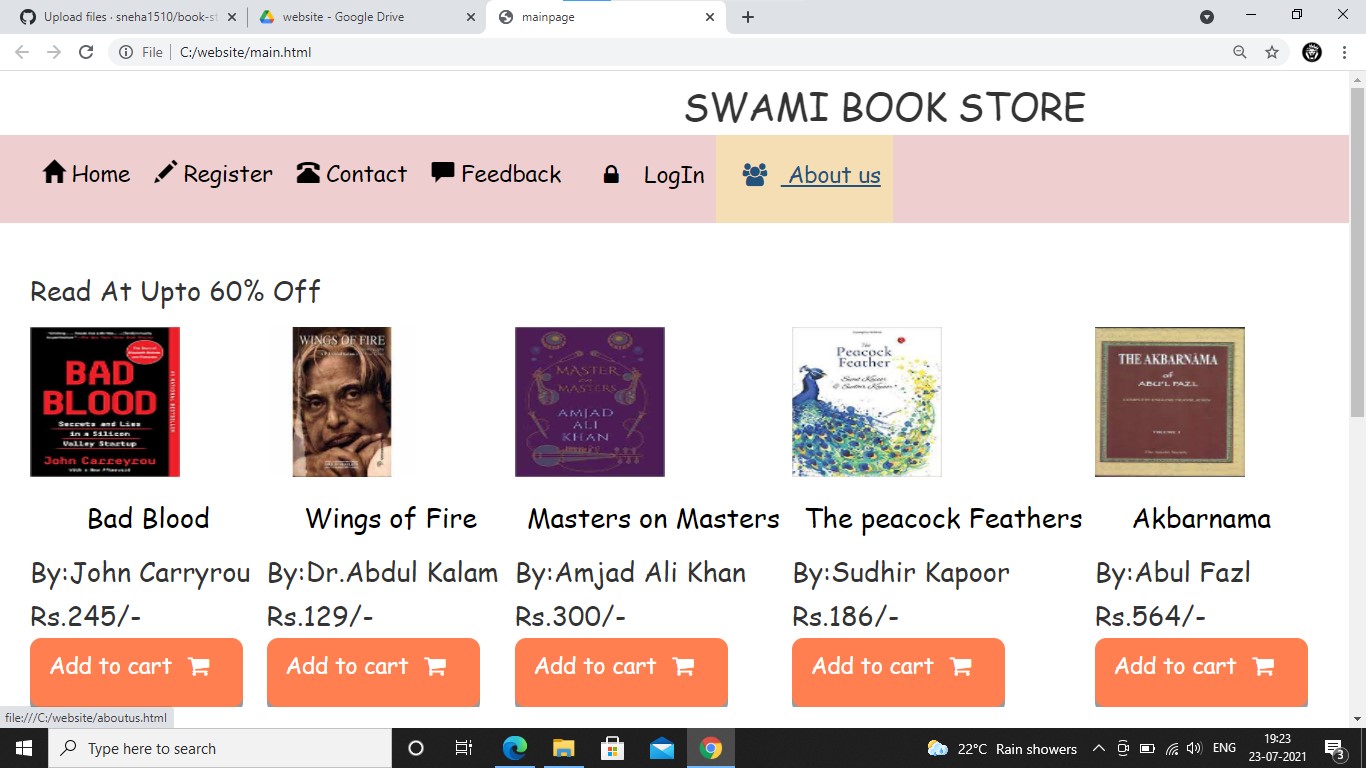 Upload files · sneha1510/book-st
website - Google Drive
mainpage
File
C:/website/main.html
SWAMI BOOK STORE
Home Register Contact Feedback LogIn About us
Read At Upto 60% Off
BAD
BLOOD
Secrets and Lies
in a Silicon
Valley Startup
John Carreyrou
WINGS OF FIRE
MASTER
MASTERS
AMJAD
ALI
KHAN
The
Peacock
Feather
THE AKBARNAMA
of
ABU'L FAZL
VOLUME I
Bad Blood Wings of Fire Masters on Masters The peacock Feathers Akbarnama
By:John Carryrou By:Dr.Abdul Kalam By:Amjad Ali Khan By:Sudhir Kapoor By:Abul Fazl
Rs.245/- Rs.129/- Rs.300/- Rs.186/- Rs.564/-
Add to cart Add to cart Add to cart Add to cart Add to cart
file:///C:/website/aboutus.html
Type here to search
22°C Rain showers
ENG
19:23
23-07-2021
3